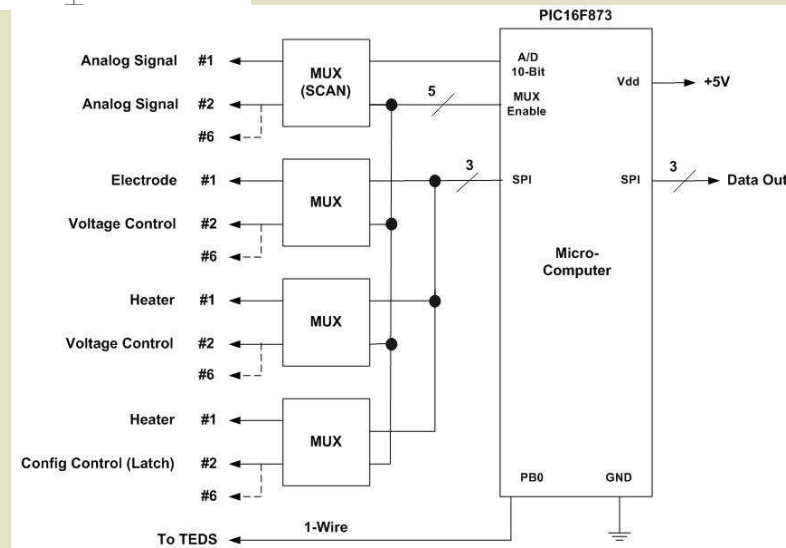 PIC16F873
Analog Signal #1
MUX
(SCAN)
A/D
10-Bit
Vdd
+5V
Analog Signal #2
5
MUX
Enable
#6
Electrode #1
MUX
3
SPI
SPI
3
Data Out
Voltage Control #2
#6
Micro-
Computer
Heater #1
MUX
Voltage Control #2
#6
Heater #1
MUX
Config Control (Latch) #2
#6
PB0
GND
1-Wire
To TEDS